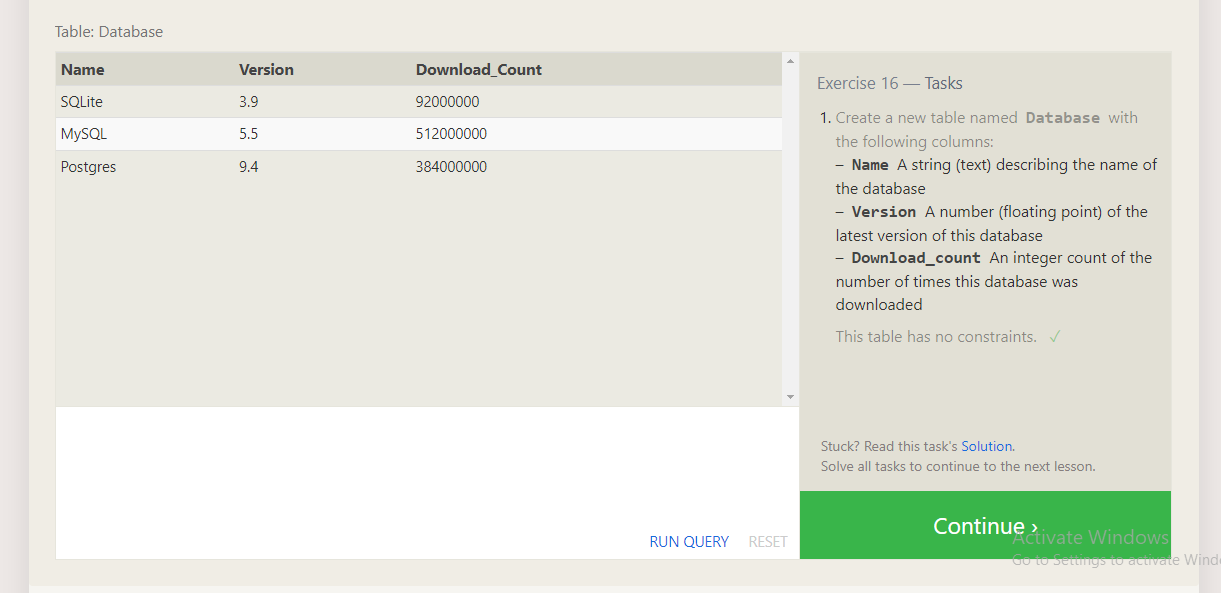 Table: Database
Name Version Download_Count
SQLite 3.9 92000000
MySQL 5.5 512000000
Postgres 9.4 384000000
RUN QUERY RESET
Exercise 16 — Tasks
1. Create a new table named Database with
the following columns:
– Name A string (text) describing the name of
the database
– Version A number (floating point) of the
latest version of this database
– Download_count An integer count of the
number of times this database was
downloaded
This table has no constraints. ✓
Stuck? Read this task's Solution.
Solve all tasks to continue to the next lesson.
Continue ›
Activate Windows
Go to Settings to activate Windo